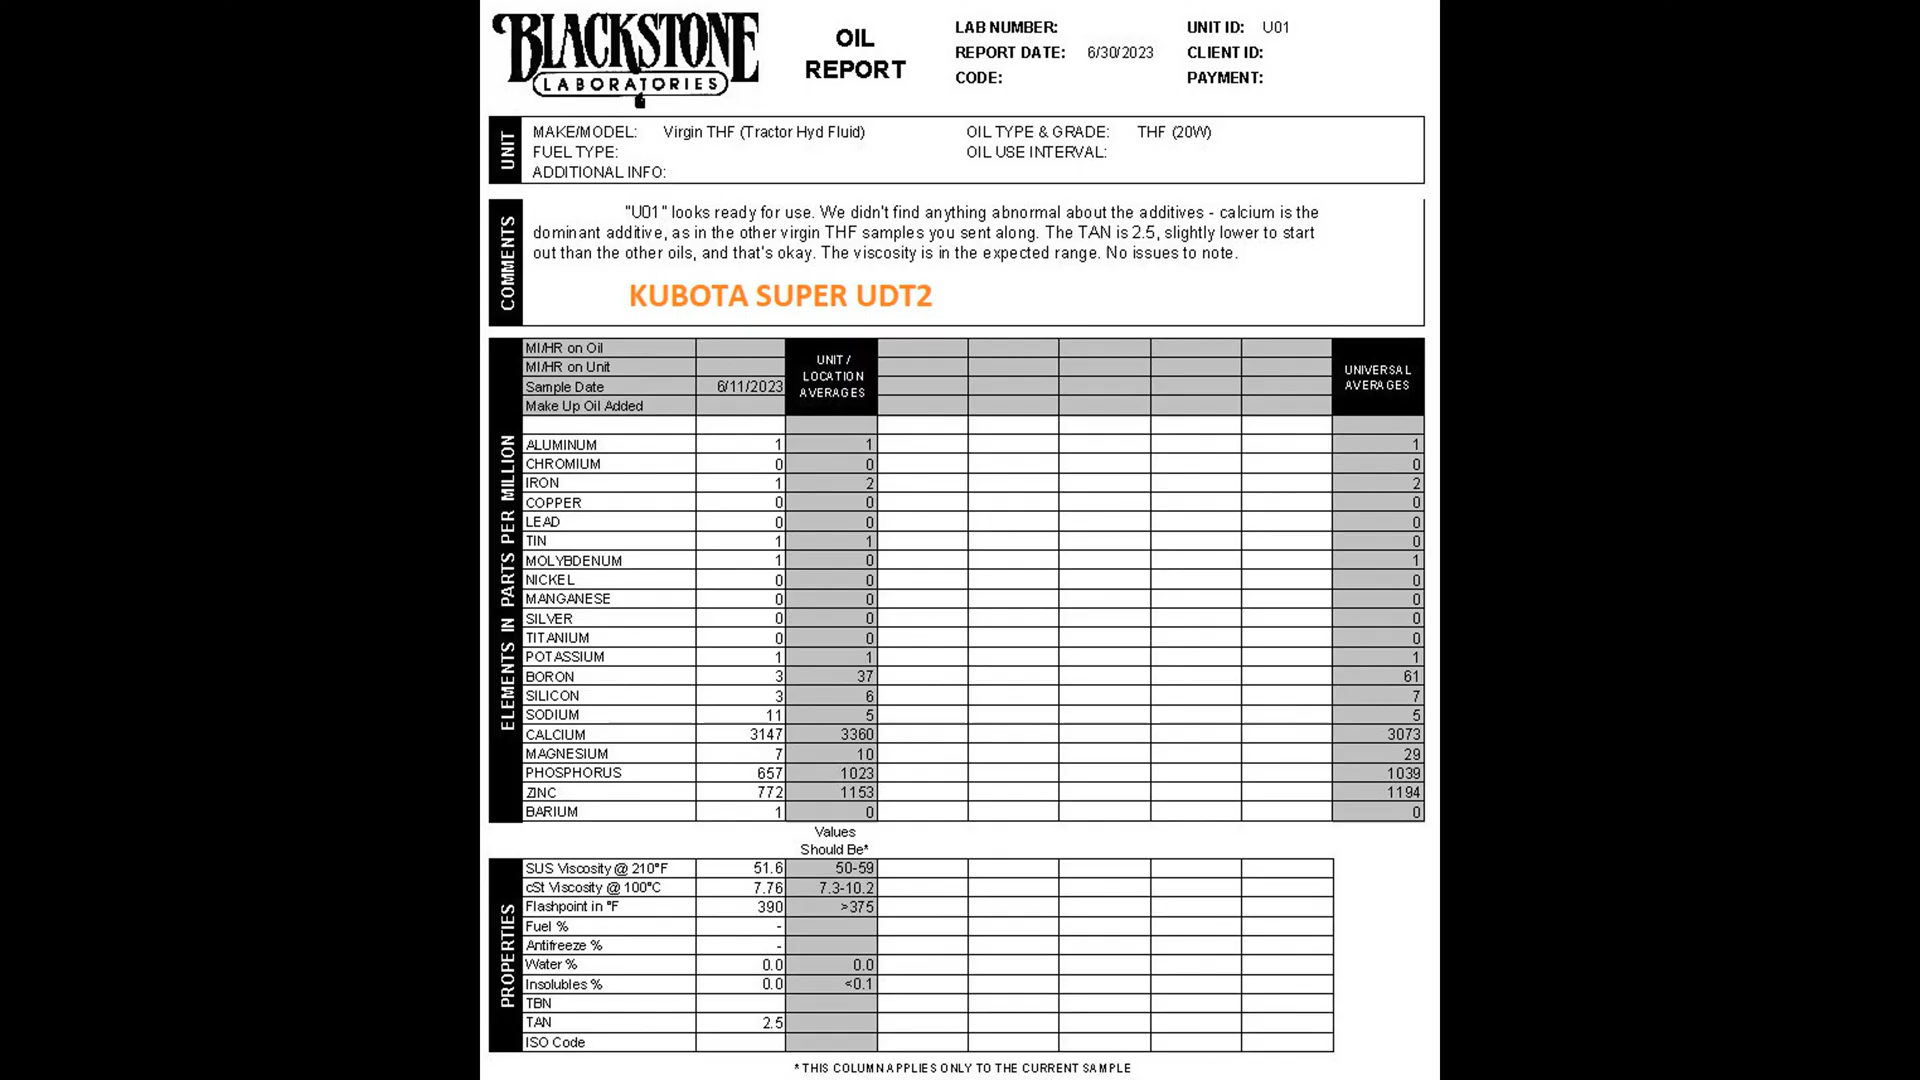 BLACKSTONE
LABORATORIES
OIL
REPORT
LAB NUMBER:
REPORT DATE: 6/30/2023
CODE:
UNIT ID: U01
CLIENT ID:
PAYMENT:
UNIT
MAKE/MODEL: Virgin THF (Tractor Hyd Fluid)
FUEL TYPE:
ADDITIONAL INFO:
OIL TYPE & GRADE: THF (20W)
OIL USE INTERVAL:
COMMENTS
"U01" looks ready for use. We didn't find anything abnormal about the additives - calcium is the
dominant additive, as in the other virgin THF samples you sent along. The TAN is 2.5, slightly lower to start
out than the other oils, and that's okay. The viscosity is in the expected range. No issues to note.
KUBOTA SUPER UDT2
MI/HR on Oil
MI/HR on Unit
Sample Date 6/11/2023
Make Up Oil Added
UNIT /
LOCATION
AVERAGES
UNIVERSAL
AVERAGES
ELEMENTS IN PARTS PER MILLION
ALUMINUM 1 1 1
CHROMIUM 0 0 0
IRON 1 2 2
COPPER 0 0 0
LEAD 0 0 0
TIN 1 1 0
MOLYBDENUM 1 0 1
NICKEL 0 0 0
MANGANESE 0 0 0
SILVER 0 0 0
TITANIUM 0 0 0
POTASSIUM 1 1 1
BORON 3 37 61
SILICON 3 6 7
SODIUM 11 5 5
CALCIUM 3147 3360 3073
MAGNESIUM 7 10 29
PHOSPHORUS 657 1023 1039
ZINC 772 1153 1194
BARIUM 1 0 0
Values
Should Be*
PROPERTIES
SUS Viscosity @ 210°F 51.6 50-59
cSt Viscosity @ 100°C 7.76 7.3-10.2
Flashpoint in °F 390 >375
Fuel % -
Antifreeze % -
Water % 0.0 0.0
Insolubles % 0.0 <0.1
TBN
TAN 2.5
ISO Code
* THIS COLUMN APPLIES ONLY TO THE CURRENT SAMPLE